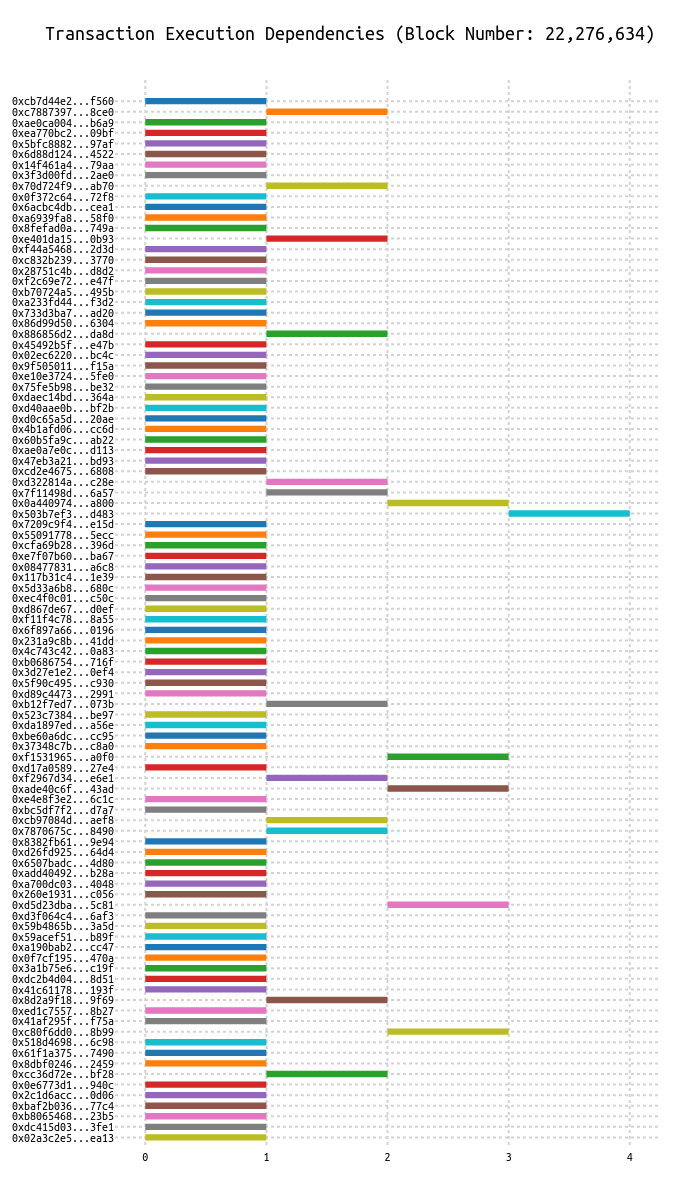 Transaction Execution Dependencies (Block Number: 22,276,634)
0xcb7d44e2...f560
0xc7887397...8ce0
0xae0ca004...b6a9
0xea770bc2...09bf
0x5bfc8882...97af
0x6d88d124...4522
0x14f461a4...79aa
0x3f3d00fd...2ae0
0x70d724f9...ab70
0x0f372c64...72f8
0x6acbc4db...cea1
0xa6939fa8...58f0
0x8fefad0a...749a
0xe401da15...0b93
0xf44a5468...2d3d
0xc832b239...3770
0x28751c4b...d8d2
0xf2c69e72...e47f
0xb70724a5...495b
0xa233fd44...f3d2
0x733d3ba7...ad20
0x86d99d50...6304
0x886856d2...da8d
0x45492b5f...e47b
0x02ec6220...bc4c
0x9f505011...f15a
0xe10e3724...5fe0
0x75fe5b98...be32
0xdaec14bd...364a
0xd40aae0b...bf2b
0xd0c65a5d...20ae
0x4b1afd06...cc6d
0x60b5fa9c...ab22
0xae0a7e0c...d113
0x47eb3a21...bd93
0xcd2e4675...6808
0xd322814a...c28e
0x7f11498d...6a57
0x0a440974...a800
0x503b7ef3...d483
0x7209c9f4...e15d
0x55091778...5ecc
0xcfa69b28...396d
0xe7f07b60...ba67
0x08477831...a6c8
0x117b31c4...1e39
0x5d33a6b8...680c
0xec4f0c01...c50c
0xd867de67...d0ef
0xf11f4c78...8a55
0x6f897a66...0196
0x231a9c8b...41dd
0x4c743c42...0a83
0xb0686754...716f
0x3d27e1e2...0ef4
0x5f90c495...c930
0xd89c4473...2991
0xb12f7ed7...073b
0x523c7384...be97
0xda1897ed...a56e
0xbe60a6dc...cc95
0x37348c7b...c8a0
0xf1531965...a0f0
0xd17a0589...27e4
0xf2967d34...e6e1
0xade40c6f...43ad
0xe4e8f3e2...6c1c
0xbc5df7f2...d7a7
0xcb97084d...aef8
0x7870675c...8490
0x8382fb61...9e94
0xd26fd925...64d4
0x6507badc...4d80
0xadd40492...b28a
0xa700dc03...4048
0x260e1931...c056
0xd5d23dba...5c81
0xd3f064c4...6af3
0x59b4865b...3a5d
0x59acef51...b89f
0xa190bab2...cc47
0x0f7cf195...470a
0x3a1b75e6...c19f
0xdc2b4d04...8d51
0x41c61178...193f
0x8d2a9f18...9f69
0xed1c7557...8b27
0x41af295f...f75a
0xc80f6dd0...8b99
0x518d4698...6c98
0x61f1a375...7490
0x8dbf0246...2459
0xcc36d72e...bf28
0x0e6773d1...940c
0x2c1d6acc...0d06
0xbaf2b036...77c4
0xb8065468...23b5
0xdc415d03...3fe1
0x02a3c2e5...ea13
0 1 2 3 4